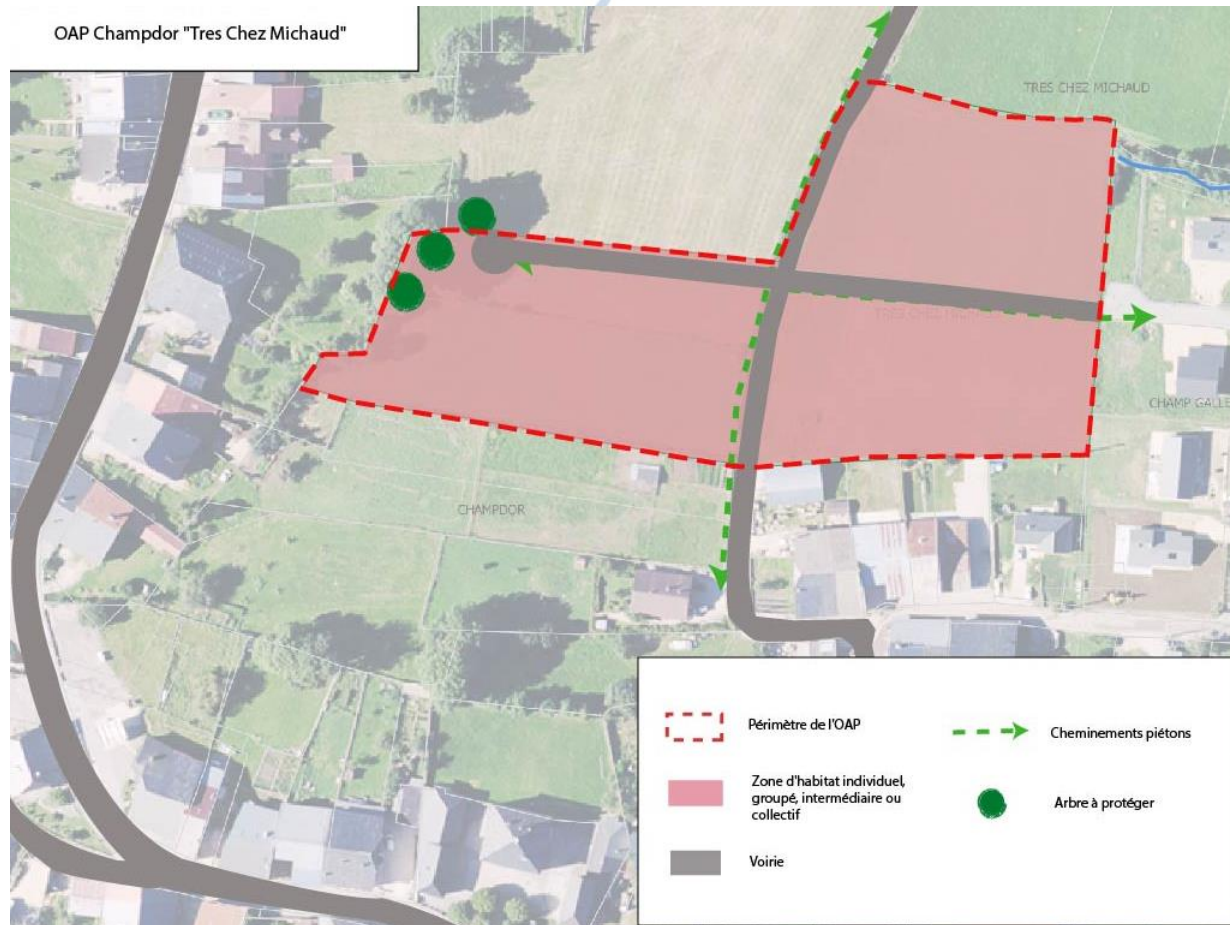 OAP Champdor "Tres Chez Michaud"
TRES CHEZ MICHAUD
CHAMP GALLE
CHAMPDOR
Périmètre de l'OAP
Cheminements piétons
Zone d'habitat individuel,
groupé, intermédiaire ou
collectif
Arbre à protéger
Voirie